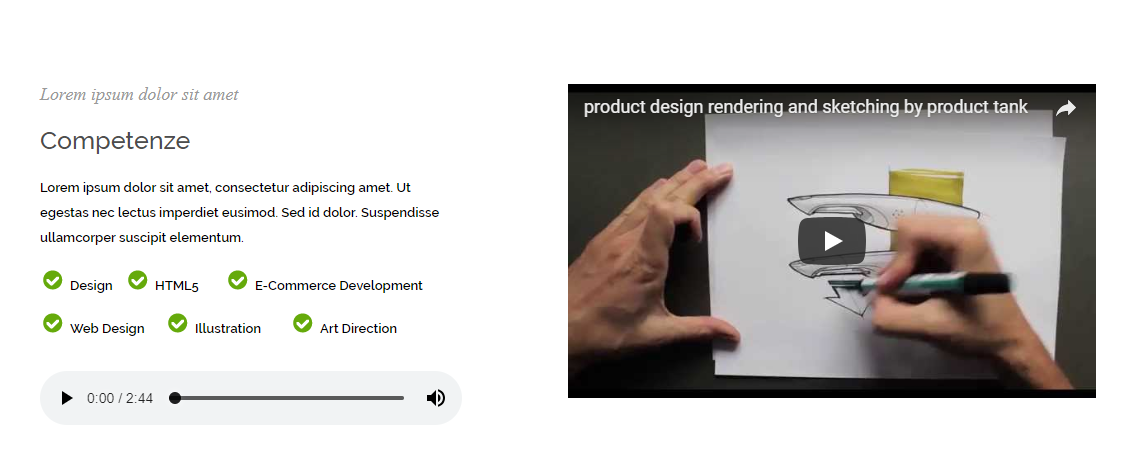 Lorem ipsum dolor sit amet
Competenze
Lorem ipsum dolor sit amet, consectetur adipiscing amet. Ut
egestas nec lectus imperdiet eusimod. Sed id dolor. Suspendisse
ullamcorper suscipit elementum.
Design HTML5 E-Commerce Development
Web Design Illustration Art Direction
0:00 / 2:44
product design rendering and sketching by product tank